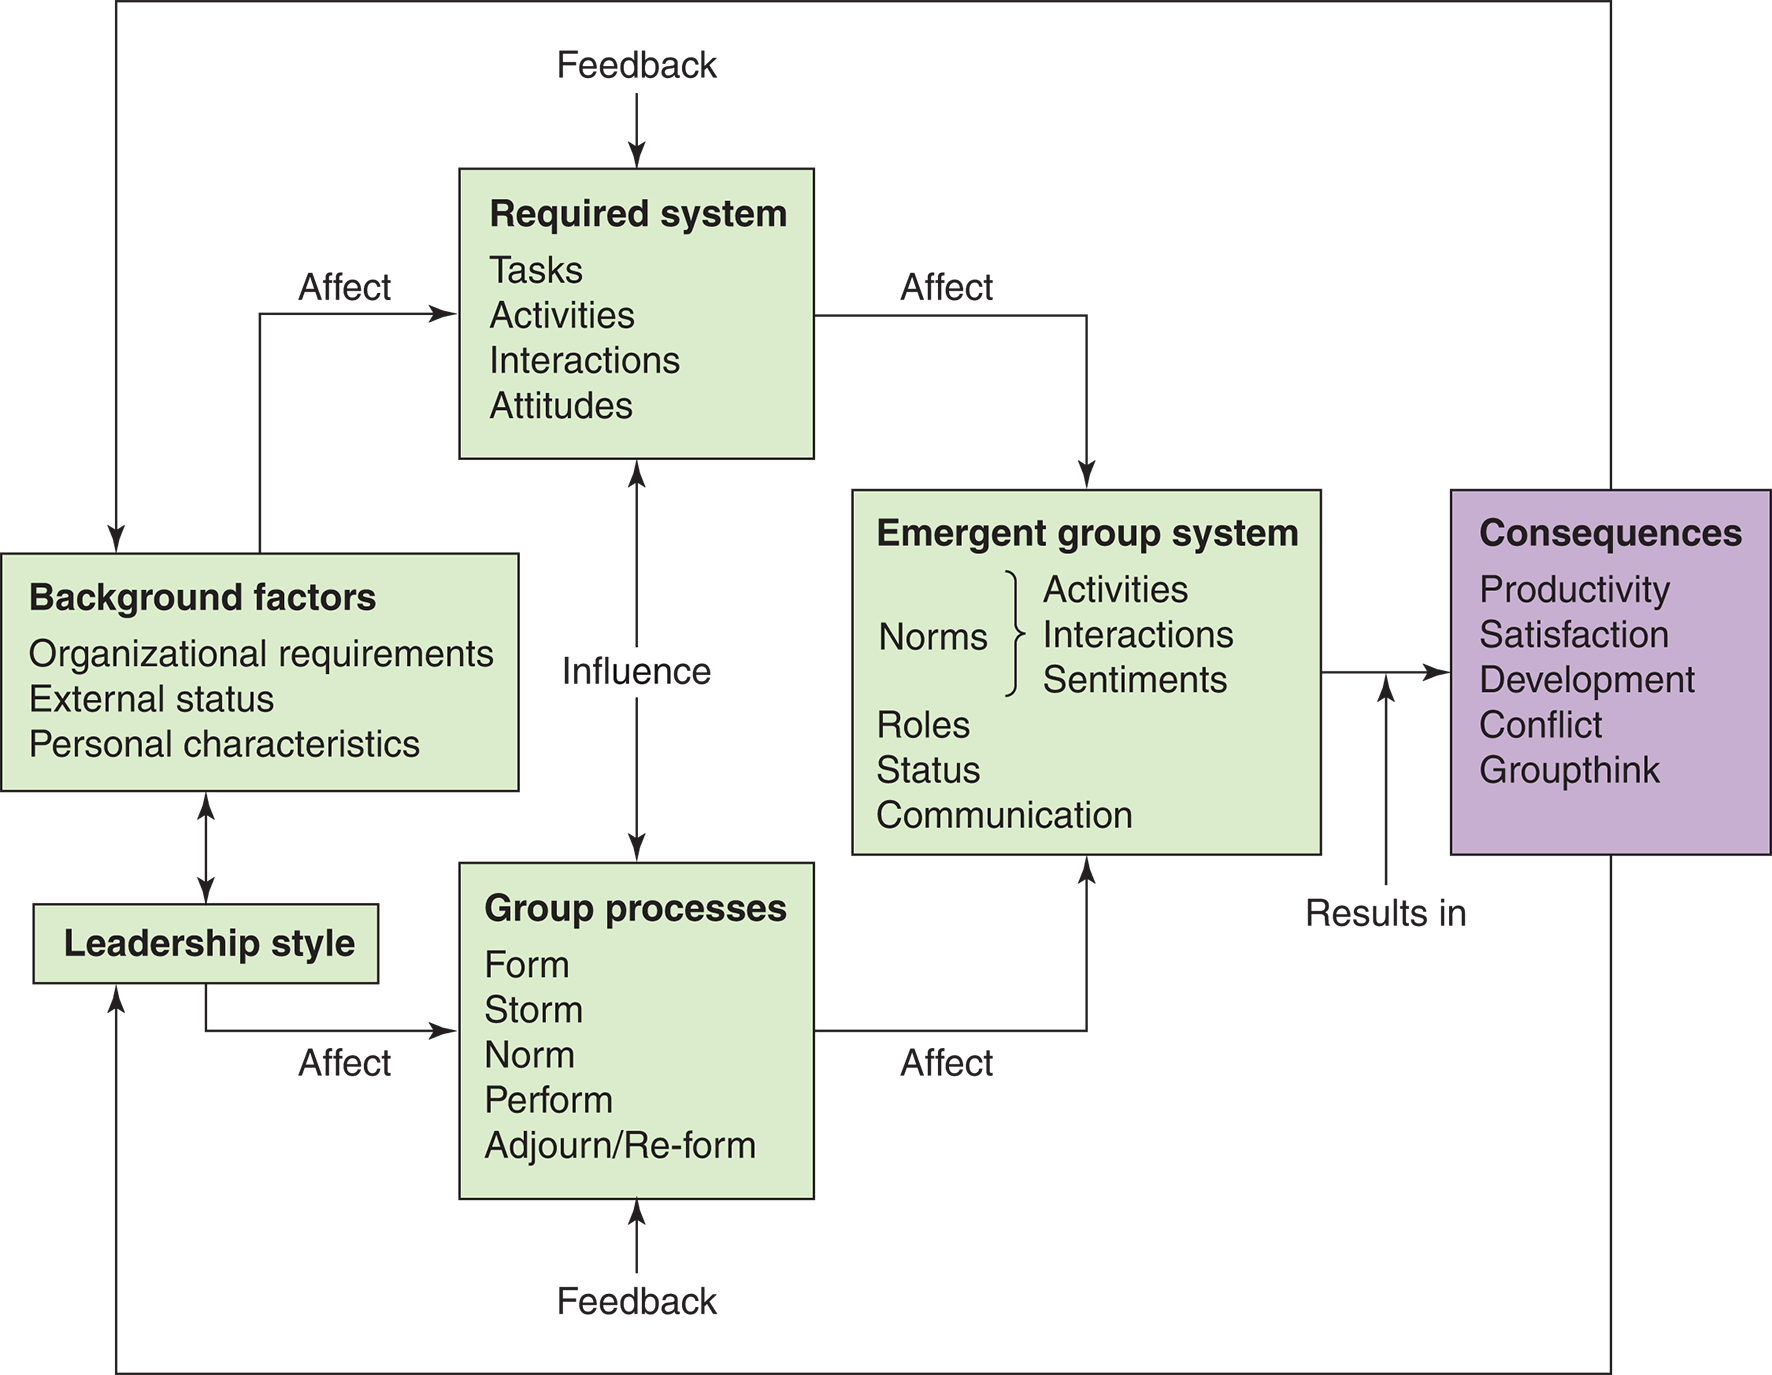 Feedback
Required system
Tasks
Activities
Interactions
Attitudes
Affect
Affect
Background factors
Organizational requirements
External status
Personal characteristics
Influence
Emergent group system
Norms
Activities
Interactions
Sentiments
Roles
Status
Communication
Consequences
Productivity
Satisfaction
Development
Conflict
Groupthink
Results in
Leadership style
Affect
Group processes
Form
Storm
Norm
Perform
Adjourn/Re-form
Affect
Feedback